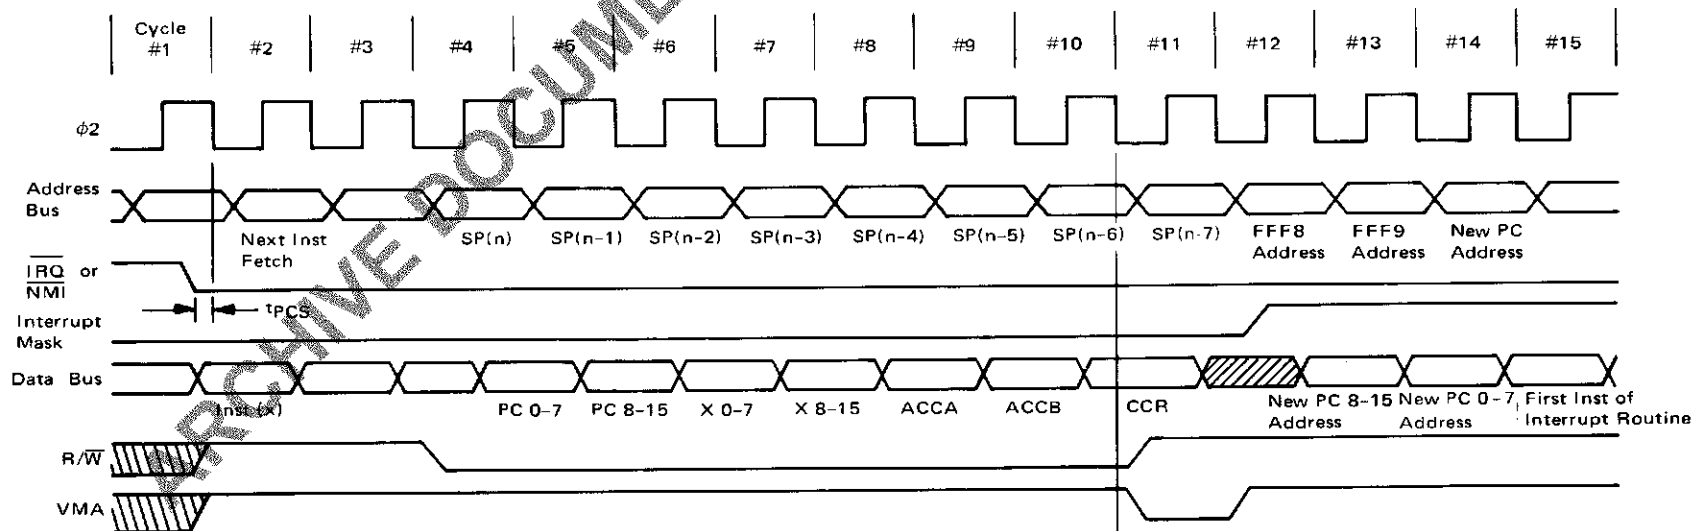 Cycle
#1 #2 #3 #4 #5 #6 #7 #8 #9 #10 #11 #12 #13 #14 #15
φ2
Address
Bus
Next Inst
Fetch
SP(n) SP(n-1) SP(n-2) SP(n-3) SP(n-4) SP(n-5) SP(n-6) SP(n-7)
FFF8
Address
FFF9
Address
New PC
Address
IRQ or
NMI
tPCS
Interrupt
Mask
Data Bus
Inst (x)
PC 0-7 PC 8-15 X 0-7 X 8-15 ACCA ACCB CCR
New PC 8-15
Address
New PC 0-7
Address
First Inst of
Interrupt Routine
R/W
VMA
ARCHIVE DOCUME